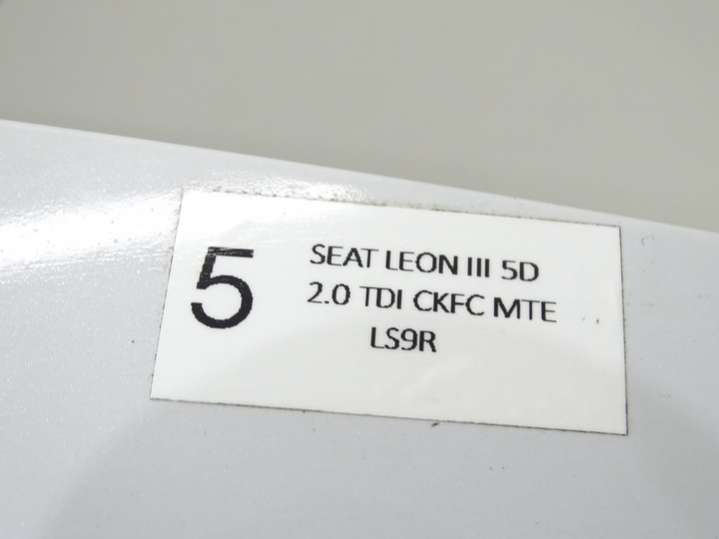 5
SEAT LEON III 5D
2.0 TDI CKFC MTE
LS9R